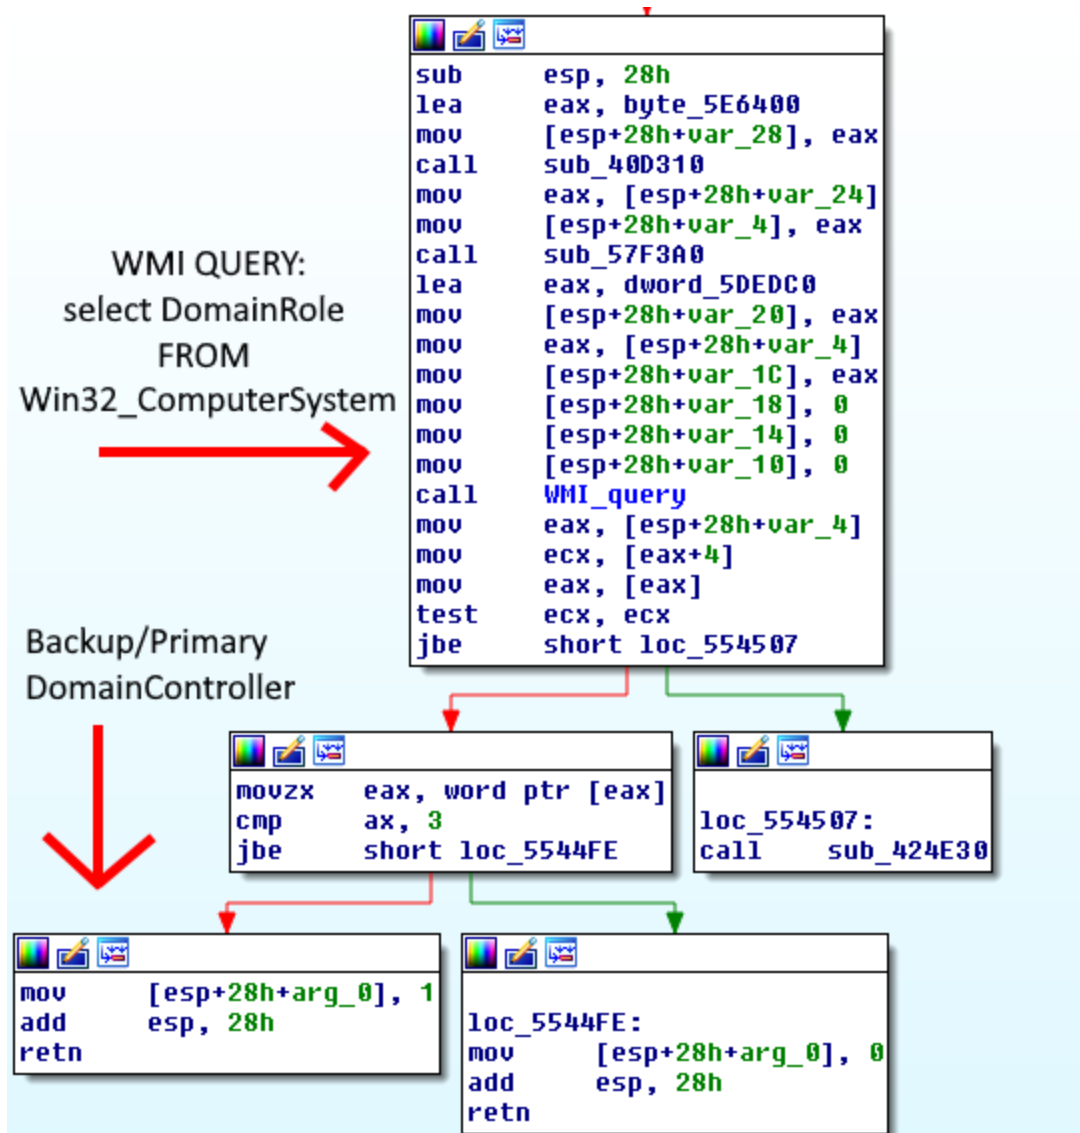 sub esp, 28h
lea eax, byte_5E6400
mov [esp+28h+var_28], eax
call sub_40D310
mov eax, [esp+28h+var_24]
mov [esp+28h+var_4], eax
call sub_57F3A0
lea eax, dword_5DEDC0
mov [esp+28h+var_20], eax
mov eax, [esp+28h+var_4]
mov [esp+28h+var_1C], eax
mov [esp+28h+var_18], 0
mov [esp+28h+var_14], 0
mov [esp+28h+var_10], 0
call WMI_query
mov eax, [esp+28h+var_4]
mov ecx, [eax+4]
mov eax, [eax]
test ecx, ecx
jbe short loc_554507
WMI QUERY:
select DomainRole
FROM
Win32_ComputerSystem
Backup/Primary
DomainController
movzx eax, word ptr [eax]
cmp ax, 3
jbe short loc_5544FE
loc_554507:
call sub_424E30
mov [esp+28h+arg_0], 1
add esp, 28h
retn
loc_5544FE:
mov [esp+28h+arg_0], 0
add esp, 28h
retn